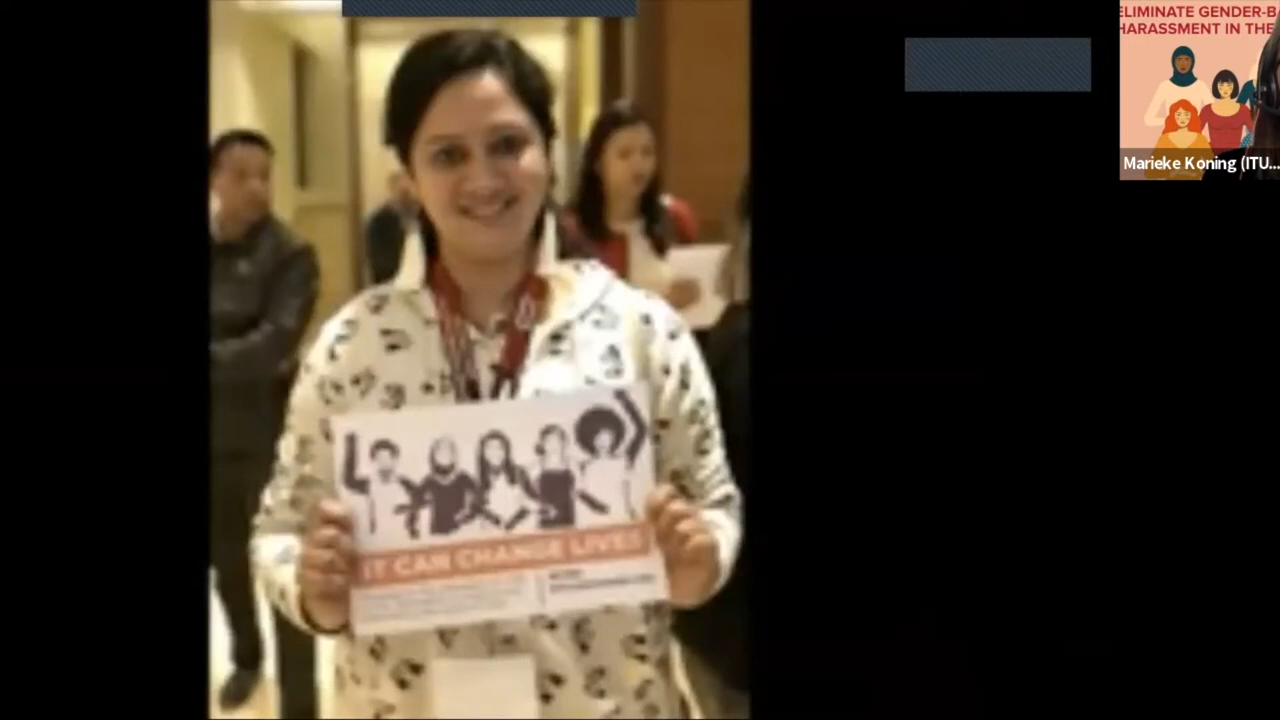 IT CAN CHANGE LIVES
ELIMINATE GENDER-B
HARASSMENT IN THE
Marieke Koning (ITU...